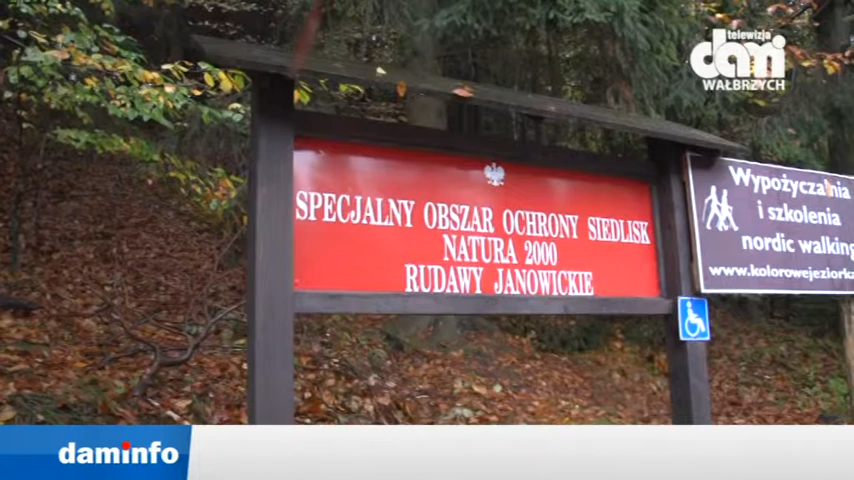 telewizja
dami
WAŁBRZYCH
SPECJALNY OBSZAR OCHRONY SIEDLISK
NATURA 2000
RUDAWY JANOWICKIE
Wypożyczalnia
i szkolenia
nordic walking
www.kolorowejeziorka
daminfo